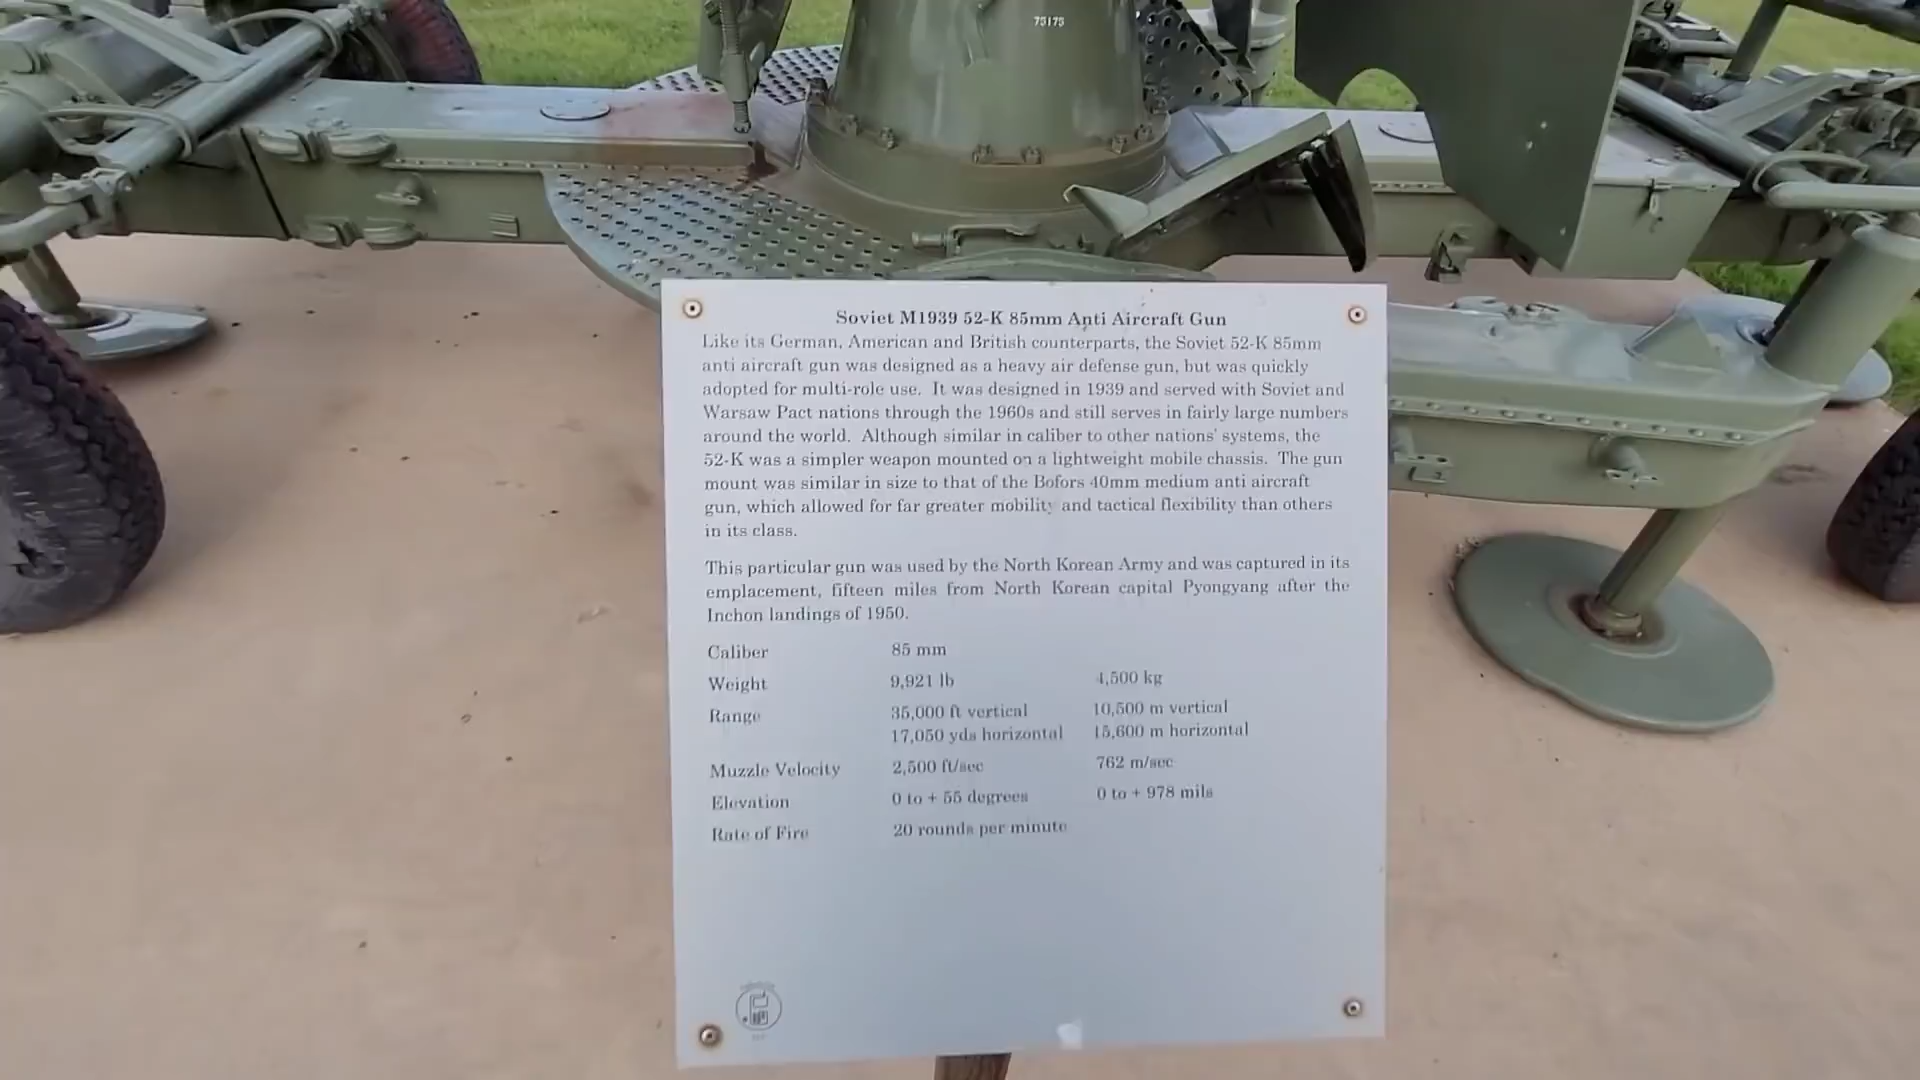 75175
Soviet M1939 52-K 85mm Anti Aircraft Gun
Like its German, American and British counterparts, the Soviet 52-K 85mm
anti aircraft gun was designed as a heavy air defense gun, but was quickly
adopted for multi-role use. It was designed in 1939 and served with Soviet and
Warsaw Pact nations through the 1960s and still serves in fairly large numbers
around the world. Although similar in caliber to other nations' systems, the
52-K was a simpler weapon mounted on a lightweight mobile chassis. The gun
mount was similar in size to that of the Bofors 40mm medium anti aircraft
gun, which allowed for far greater mobility and tactical flexibility than others
in its class.
This particular gun was used by the North Korean Army and was captured in its
emplacement, fifteen miles from North Korean capital Pyongyang after the
Inchon landings of 1950.
Caliber 85 mm
Weight 9,921 lb 4,500 kg
Range 35,000 ft vertical 10,500 m vertical
17,050 yds horizontal 15,600 m horizontal
Muzzle Velocity 2,500 ft/sec 762 m/sec
Elevation 0 to + 55 degrees 0 to + 978 mils
Rate of Fire 20 rounds per minute